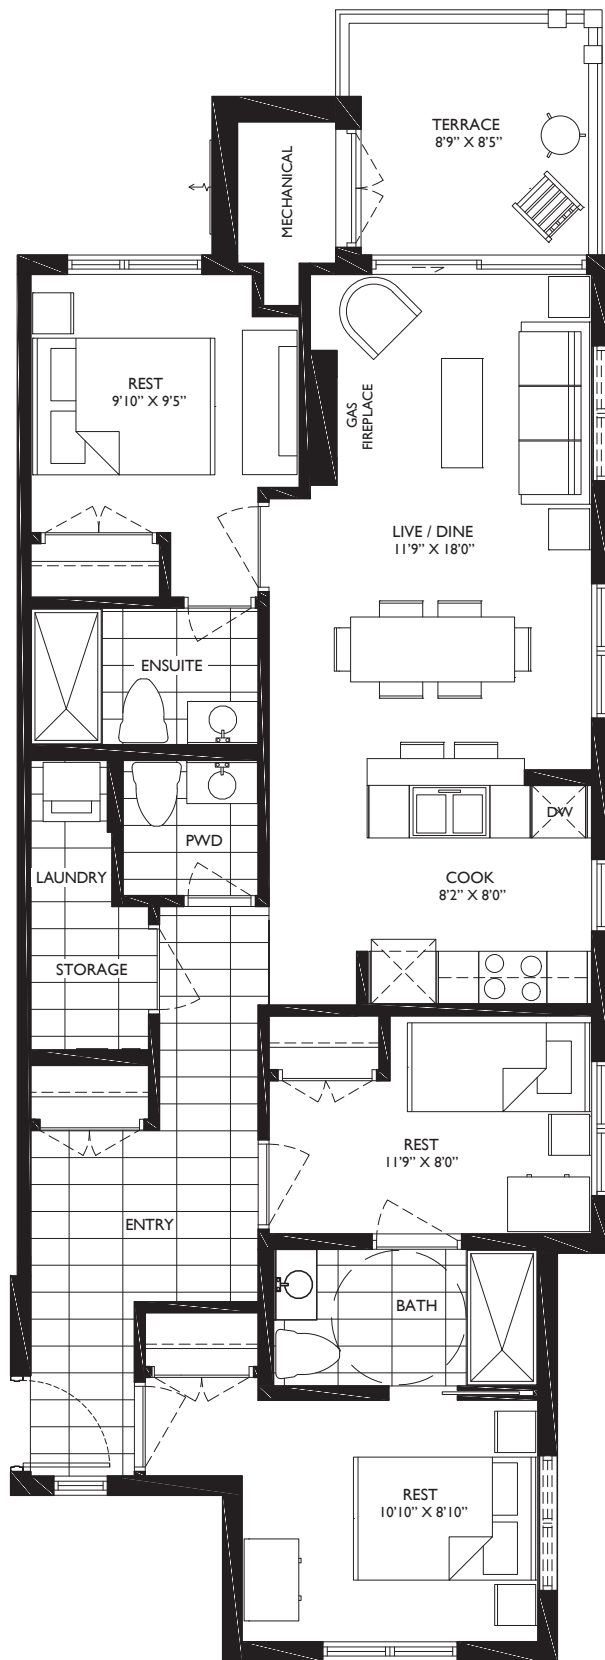 TERRACE
8'9” X 8'5”
MECHANICAL
REST
9'10” X 9'5”
GAS
FIREPLACE
LIVE / DINE
11'9” X 18'0”
ENSUITE
PWD
DW
LAUNDRY
COOK
8'2” X 8'0”
STORAGE
REST
11'9” X 8'0”
ENTRY
BATH
REST
10'10” X 8'10”